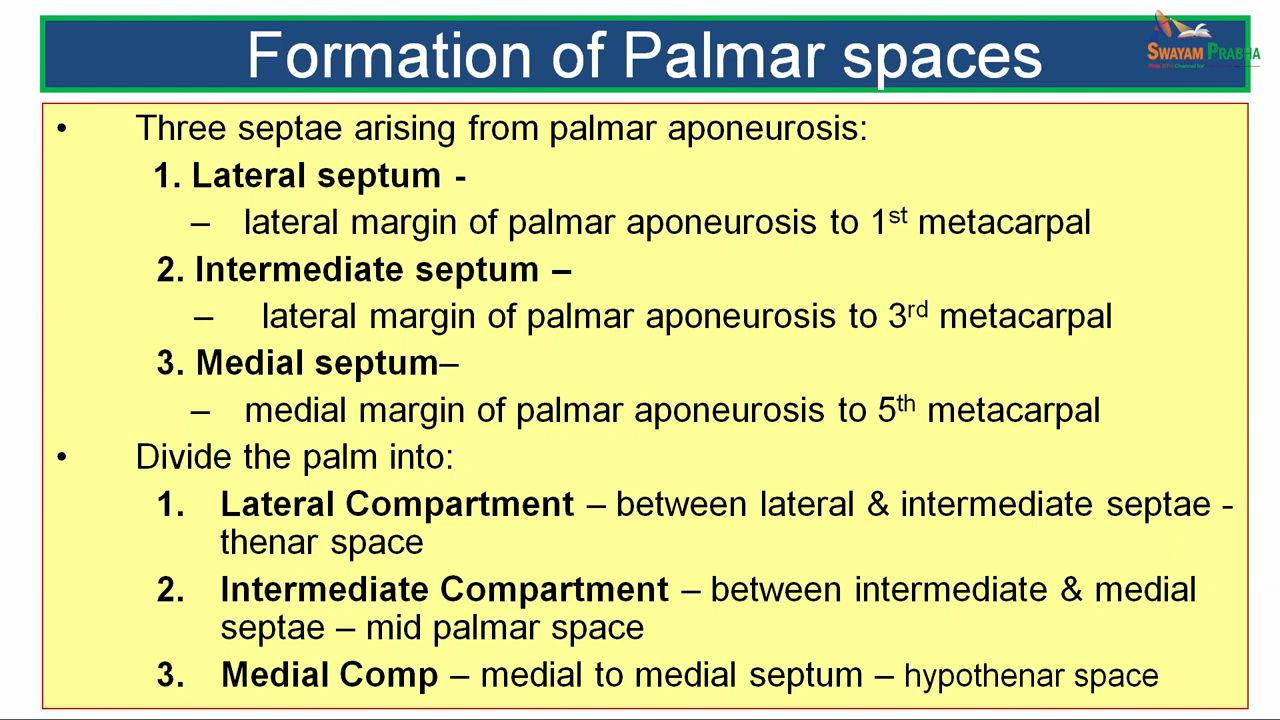 Formation of Palmar spaces
SWAYAM PRABHA
• Three septae arising from palmar aponeurosis:
1. Lateral septum -
– lateral margin of palmar aponeurosis to 1st metacarpal
2. Intermediate septum –
– lateral margin of palmar aponeurosis to 3rd metacarpal
3. Medial septum–
– medial margin of palmar aponeurosis to 5th metacarpal
• Divide the palm into:
1. Lateral Compartment – between lateral & intermediate septae -
thenar space
2. Intermediate Compartment – between intermediate & medial
septae – mid palmar space
3. Medial Comp – medial to medial septum – hypothenar space